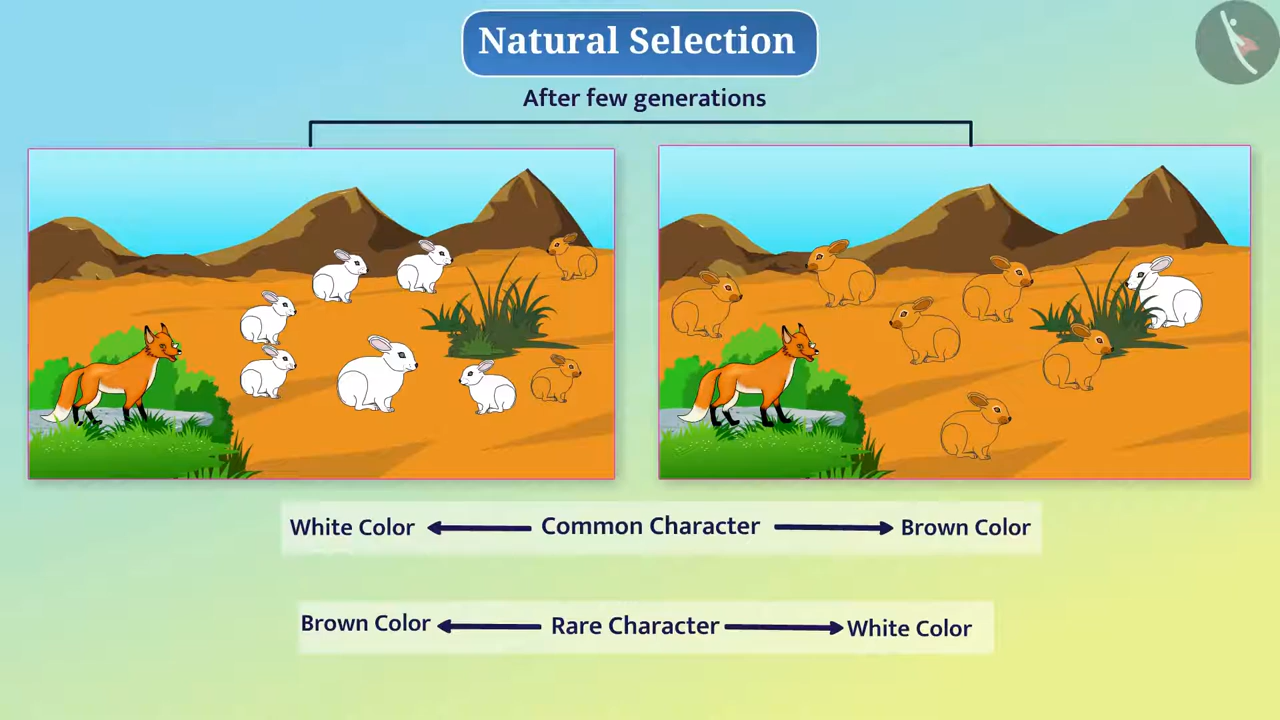 Natural Selection
After few generations
White Color Common Character Brown Color
Brown Color Rare Character White Color